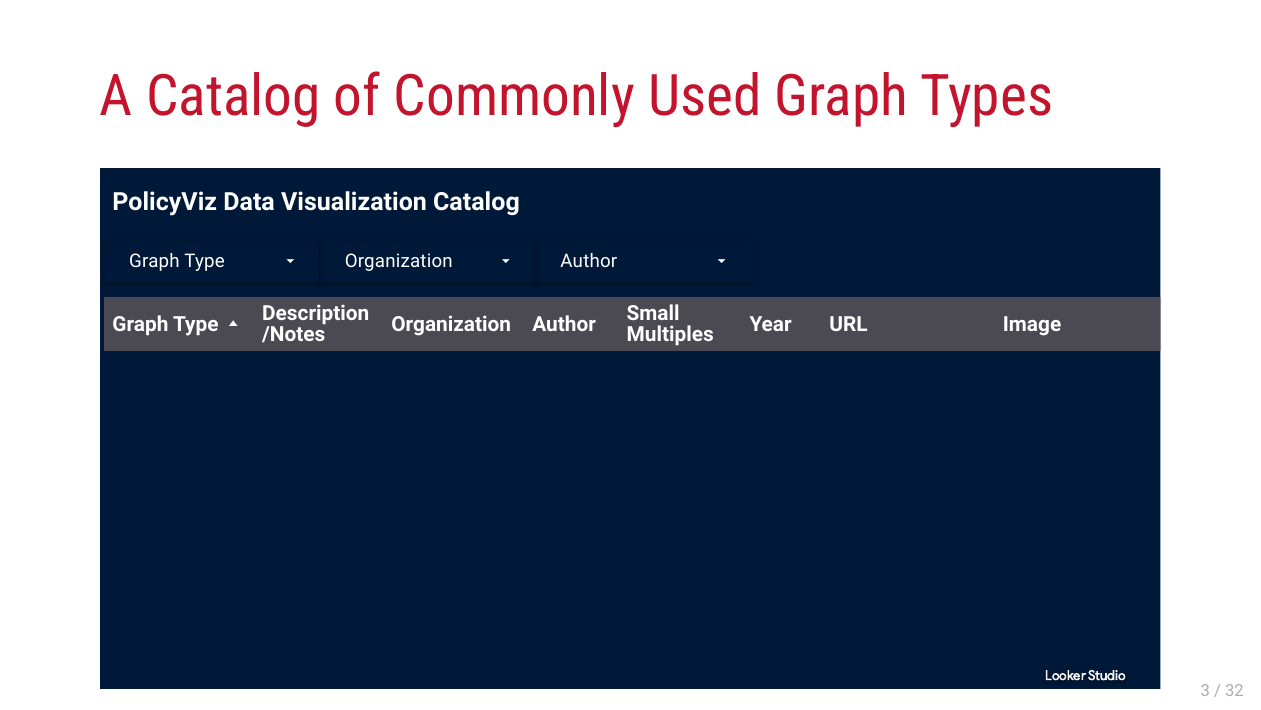 A Catalog of Commonly Used Graph Types
PolicyViz Data Visualization Catalog
Graph Type Organization Author
Graph Type Description /Notes Organization Author Small Multiples Year URL Image
Looker Studio
3 / 32